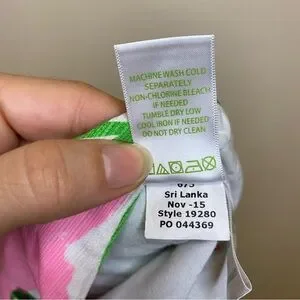 MACHINE WASH COLD
SEPARATELY
NON-CHLORINE BLEACH
IF NEEDED
TUMBLE DRY LOW
COOL IRON IF NEEDED
DO NOT DRY CLEAN
Sri Lanka
Nov -15
Style 19280
PO 044369